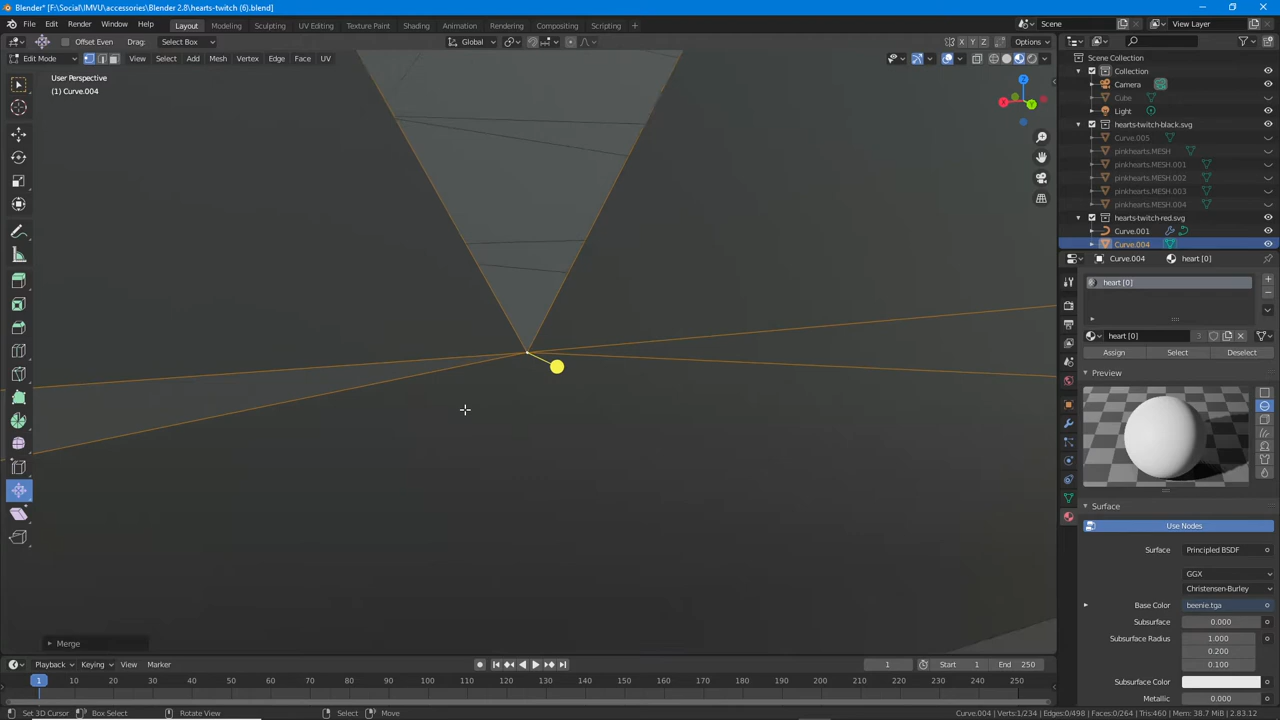 Blender* [F:\Social\IMVU\accessories\Blender 2.8\hearts-twitch (6).blend]
File Edit Render Window Help Layout Modeling Sculpting UV Editing Texture Paint Shading Animation Rendering Compositing Scripting Scene View Layer
Offset Even Drag: Select Box Global X Y Z Options
Edit Mode View Select Add Mesh Vertex Edge Face UV
User Perspective
(1) Curve.004
Z
X
Y
Scene Collection
Collection
Camera
Cube
Light
hearts-twitch-black.svg
Curve.005
pinkhearts.MESH
pinkhearts.MESH.001
pinkhearts.MESH.002
pinkhearts.MESH.003
pinkhearts.MESH.004
hearts-twitch-red.svg
Curve.001
Curve.004
Curve.004 heart [0]
heart [0]
heart [0] 3
Assign Select Deselect
Preview
Surface
Use Nodes
Surface Principled BSDF
GGX
Christensen-Burley
Base Color beenie.tga
Subsurface 0.000
Subsurface Radius 1.000
0.200
0.100
Subsurface Color
Metallic 0.000
Merge
Playback Keying View Marker 1 Start 1 End 250
1 10 20 30 40 50 60 70 80 90 100 110 120 130 140 150 160 170 180 190 200 210 220 230 240 250
Set 3D Cursor Box Select Rotate View Select Move Curve.004 | Verts:1/234 | Edges:0/498 | Faces:0/264 | Tris:460 | Mem: 38.7 MiB | 2.83.12